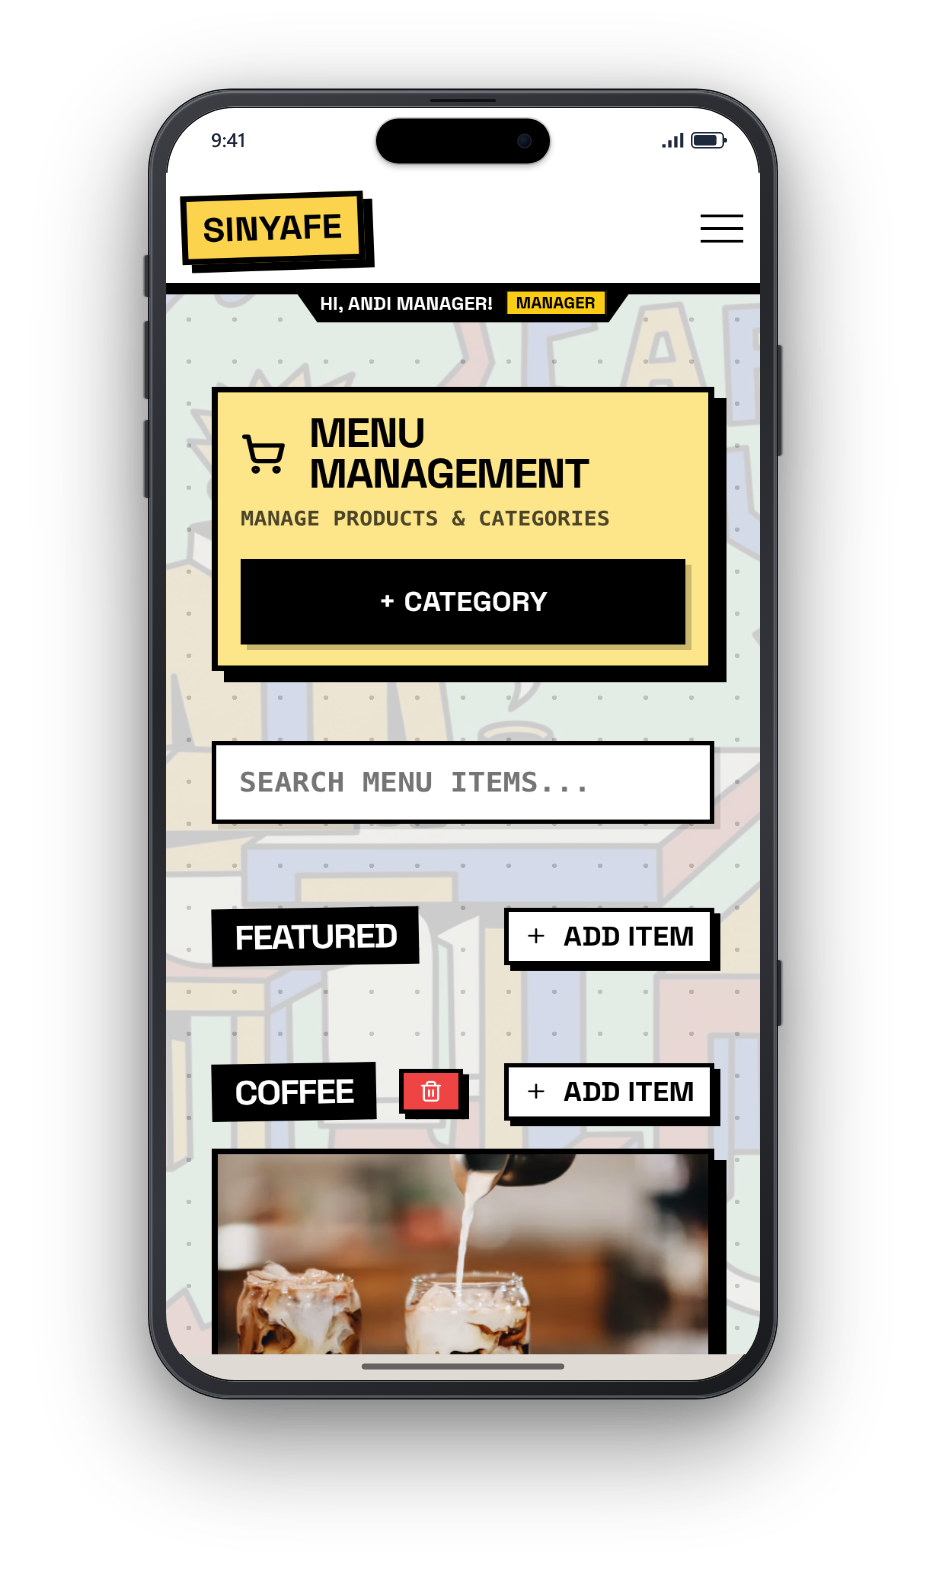 9:41
SINYAFE
HI, ANDI MANAGER! MANAGER
MENU
MANAGEMENT
MANAGE PRODUCTS & CATEGORIES
+ CATEGORY
SEARCH MENU ITEMS...
FEATURED
+ ADD ITEM
COFFEE
+ ADD ITEM